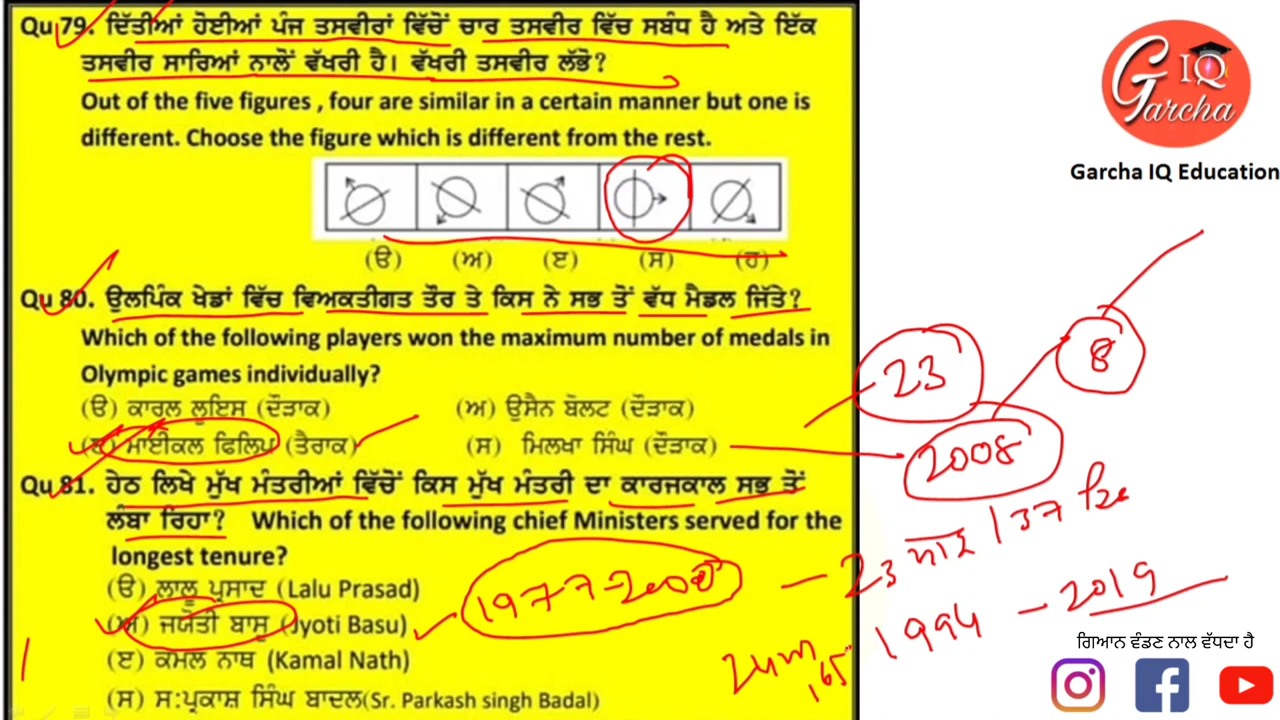 Qu 79. ਦਿੱਤੀਆਂ ਹੋਈਆਂ ਪੰਜ ਤਸਵੀਰਾਂ ਵਿੱਚੋਂ ਚਾਰ ਤਸਵੀਰ ਵਿੱਚ ਸਬੰਧ ਹੈ ਅਤੇ ਇੱਕ
ਤਸਵੀਰ ਸਾਰਿਆਂ ਨਾਲੋਂ ਵੱਖਰੀ ਹੈ। ਵੱਖਰੀ ਤਸਵੀਰ ਲੱਭੋ?
Out of the five figures , four are similar in a certain manner but one is
different. Choose the figure which is different from the rest.
(ੳ) (ਅ) (ੲ) (ਸ) (ਹ)
Qu 80. ਉਲਪਿੰਕ ਖੇਡਾਂ ਵਿੱਚ ਵਿਅਕਤੀਗਤ ਤੌਰ ਤੇ ਕਿਸ ਨੇ ਸਭ ਤੋਂ ਵੱਧ ਮੈਡਲ ਜਿੱਤੇ?
Which of the following players won the maximum number of medals in
Olympic games individually?
(ੳ) ਕਾਰਲ ਲੁਇਸ (ਦੌੜਾਕ) (ਅ) ਉਸੈਨ ਬੋਲਟ (ਦੌੜਾਕ)
(ੲ) ਮਾਈਕਲ ਫਿਲਿਪ (ਤੈਰਾਕ) (ਸ) ਮਿਲਖਾ ਸਿੰਘ (ਦੌੜਾਕ)
Qu 81. ਹੇਠ ਲਿਖੇ ਮੁੱਖ ਮੰਤਰੀਆਂ ਵਿੱਚੋਂ ਕਿਸ ਮੁੱਖ ਮੰਤਰੀ ਦਾ ਕਾਰਜਕਾਲ ਸਭ ਤੋਂ
ਲੰਬਾ ਰਿਹਾ? Which of the following chief Ministers served for the
longest tenure?
(ੳ) ਲਾਲੂ ਪ੍ਰਸਾਦ (Lalu Prasad)
(ਅ) ਜਯੋਤੀ ਬਾਸੂ (Jyoti Basu)
(ੲ) ਕਮਲ ਨਾਥ (Kamal Nath)
(ਸ) ਸ:ਪ੍ਰਕਾਸ਼ ਸਿੰਘ ਬਾਦਲ(Sr. Parkash singh Badal)
IQ
Garcha
Garcha IQ Education
8
23
2008
1977-2000 - 23 ਸਾਲ 137 ਦਿਨ
1994 - 2019
165
ਗਿਆਨ ਵੰਡਣ ਨਾਲ ਵੱਧਦਾ ਹੈ